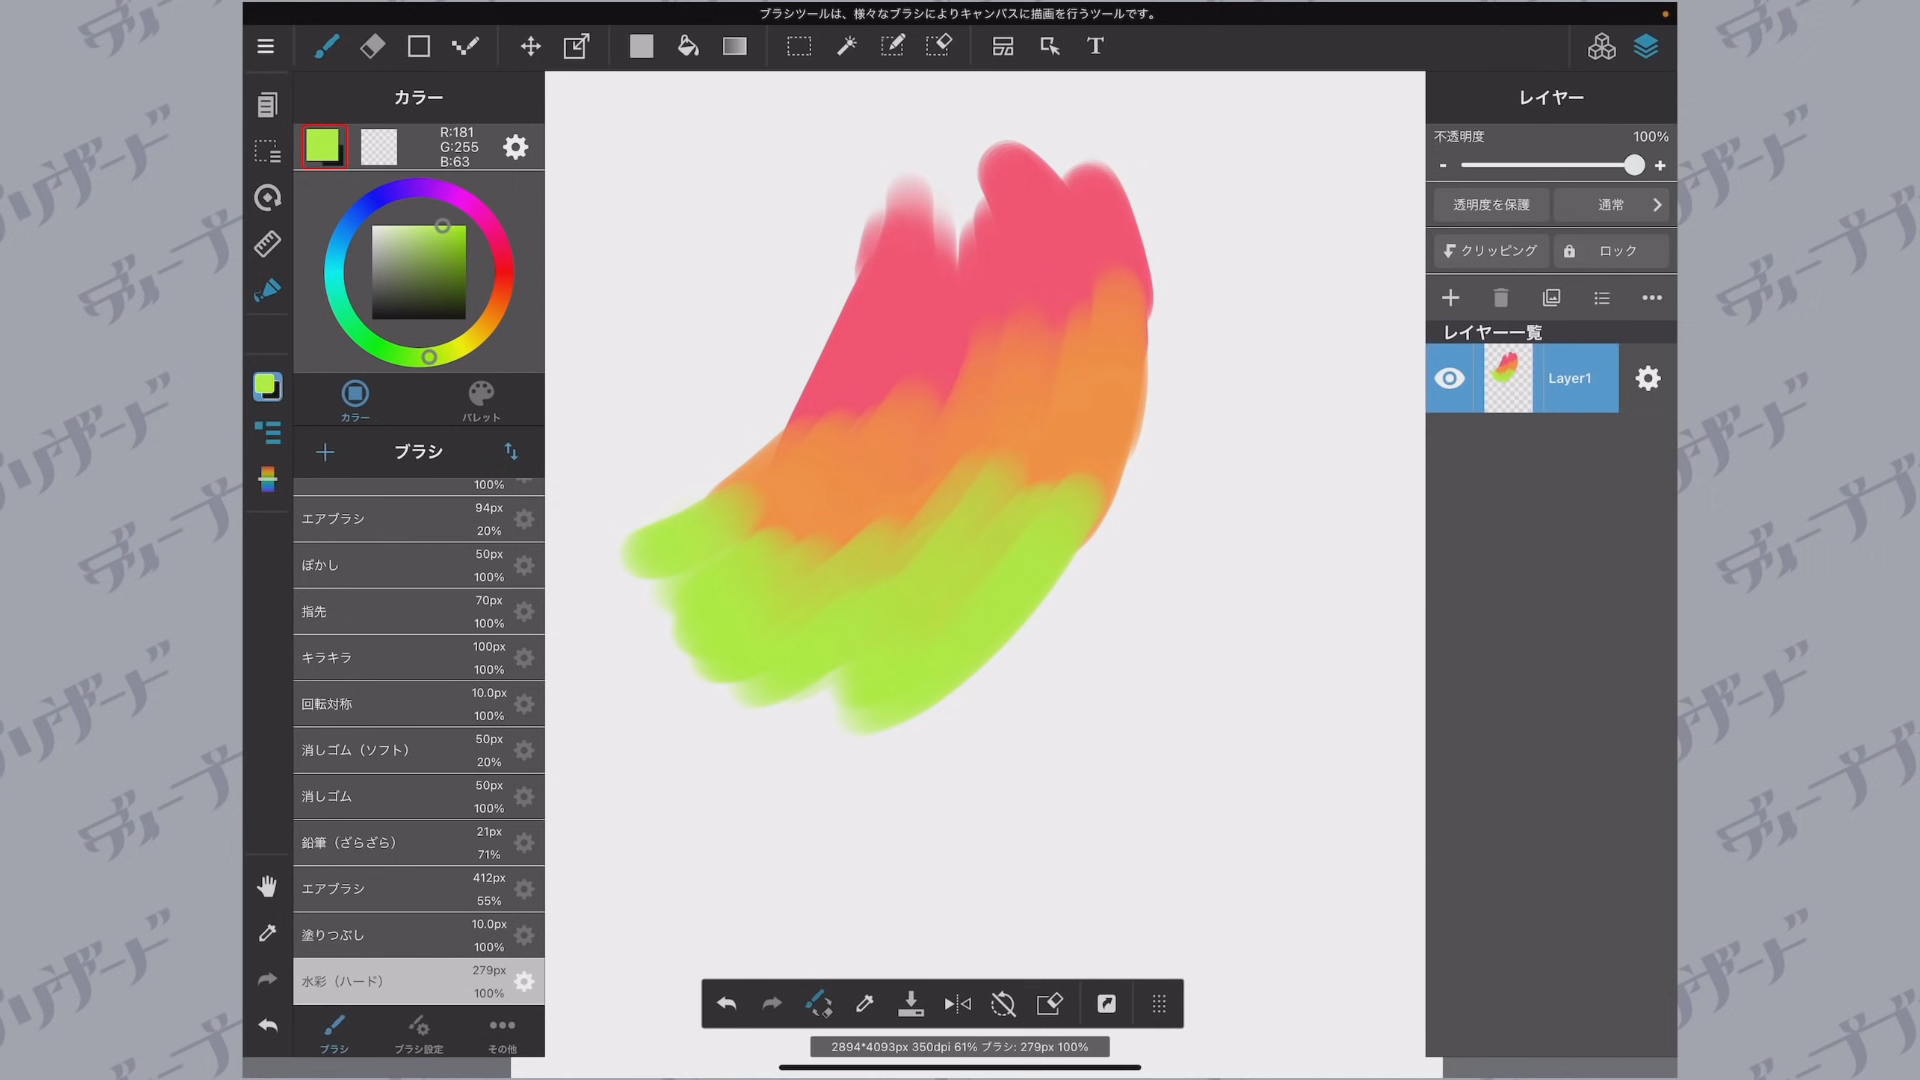 ブラシツールは、様々なブラシによりキャンバスに描画を行うツールです。
T
カラー
R:181
G:255
B:63
カラー
パレット
ブラシ
100%
エアブラシ
94px
20%
ぼかし
50px
100%
指先
70px
100%
キラキラ
100px
100%
回転対称
10.0px
100%
消しゴム（ソフト）
50px
20%
消しゴム
50px
100%
鉛筆（ざらざら）
21px
71%
エアブラシ
412px
55%
塗りつぶし
10.0px
100%
水彩（ハード）
279px
100%
ブラシ
ブラシ設定
その他
2894*4093px 350dpi 61% ブラシ: 279px 100%
レイヤー
不透明度
100%
透明度を保護
通常
クリッピング
ロック
レイヤー一覧
Layer1